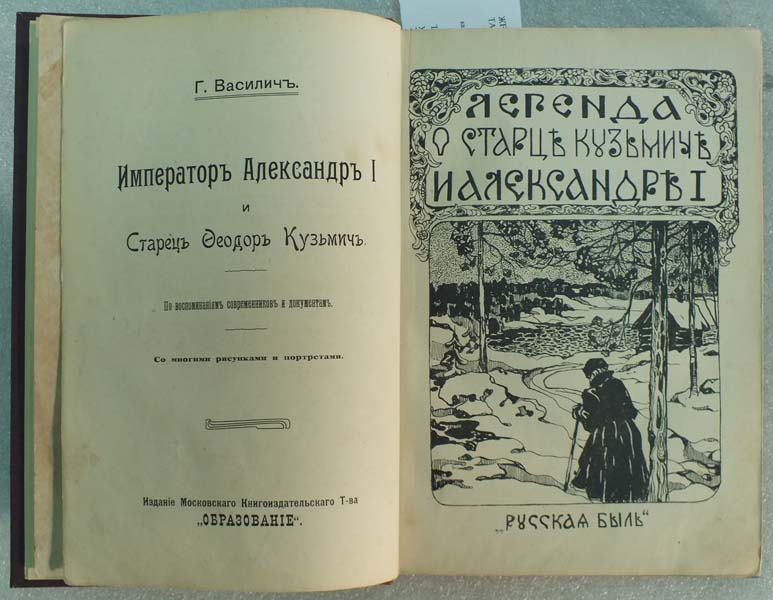 Г. Василичъ.
Императоръ Александръ I
и
Старецъ Ѳеодоръ Кузьмичъ.
По воспоминаніямъ современниковъ и документамъ.
Со многими рисунками и портретами.
Изданіе Московскаго Книгоиздательскаго Т-ва
„ОБРАЗОВАНІЕ“.
ЛЕГЕНДА
О СТАРЦѢ КУЗЬМИЧѢ
И АЛЕКСАНДРѢ I
„РУССКАЯ БЫЛЬ“